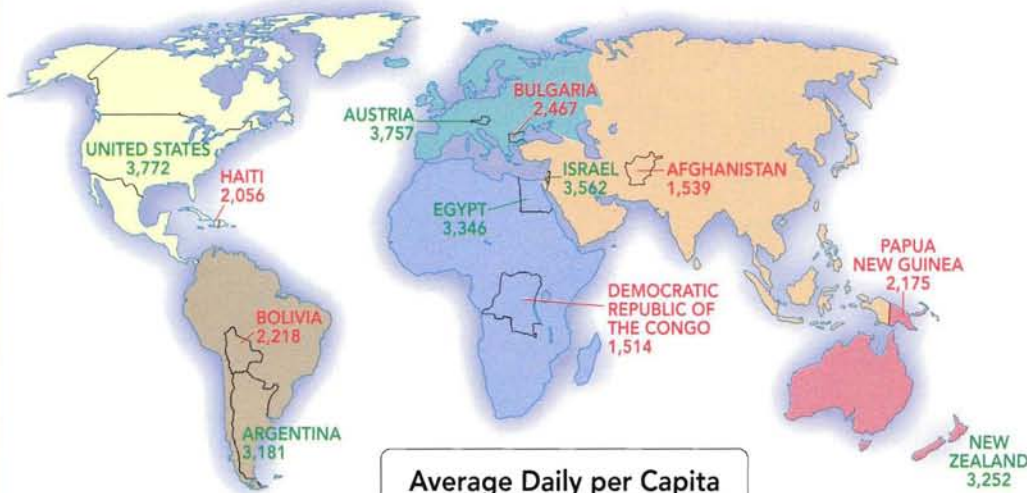 UNITED STATES
3,772
HAITI
2,056
BOLIVIA
2,218
ARGENTINA
3,181
AUSTRIA
3,757
BULGARIA
2,467
ISRAEL
3,562
EGYPT
3,346
AFGHANISTAN
1,539
DEMOCRATIC
REPUBLIC OF
THE CONGO
1,514
PAPUA
NEW GUINEA
2,175
NEW
ZEALAND
3,252
Average Daily per Capita